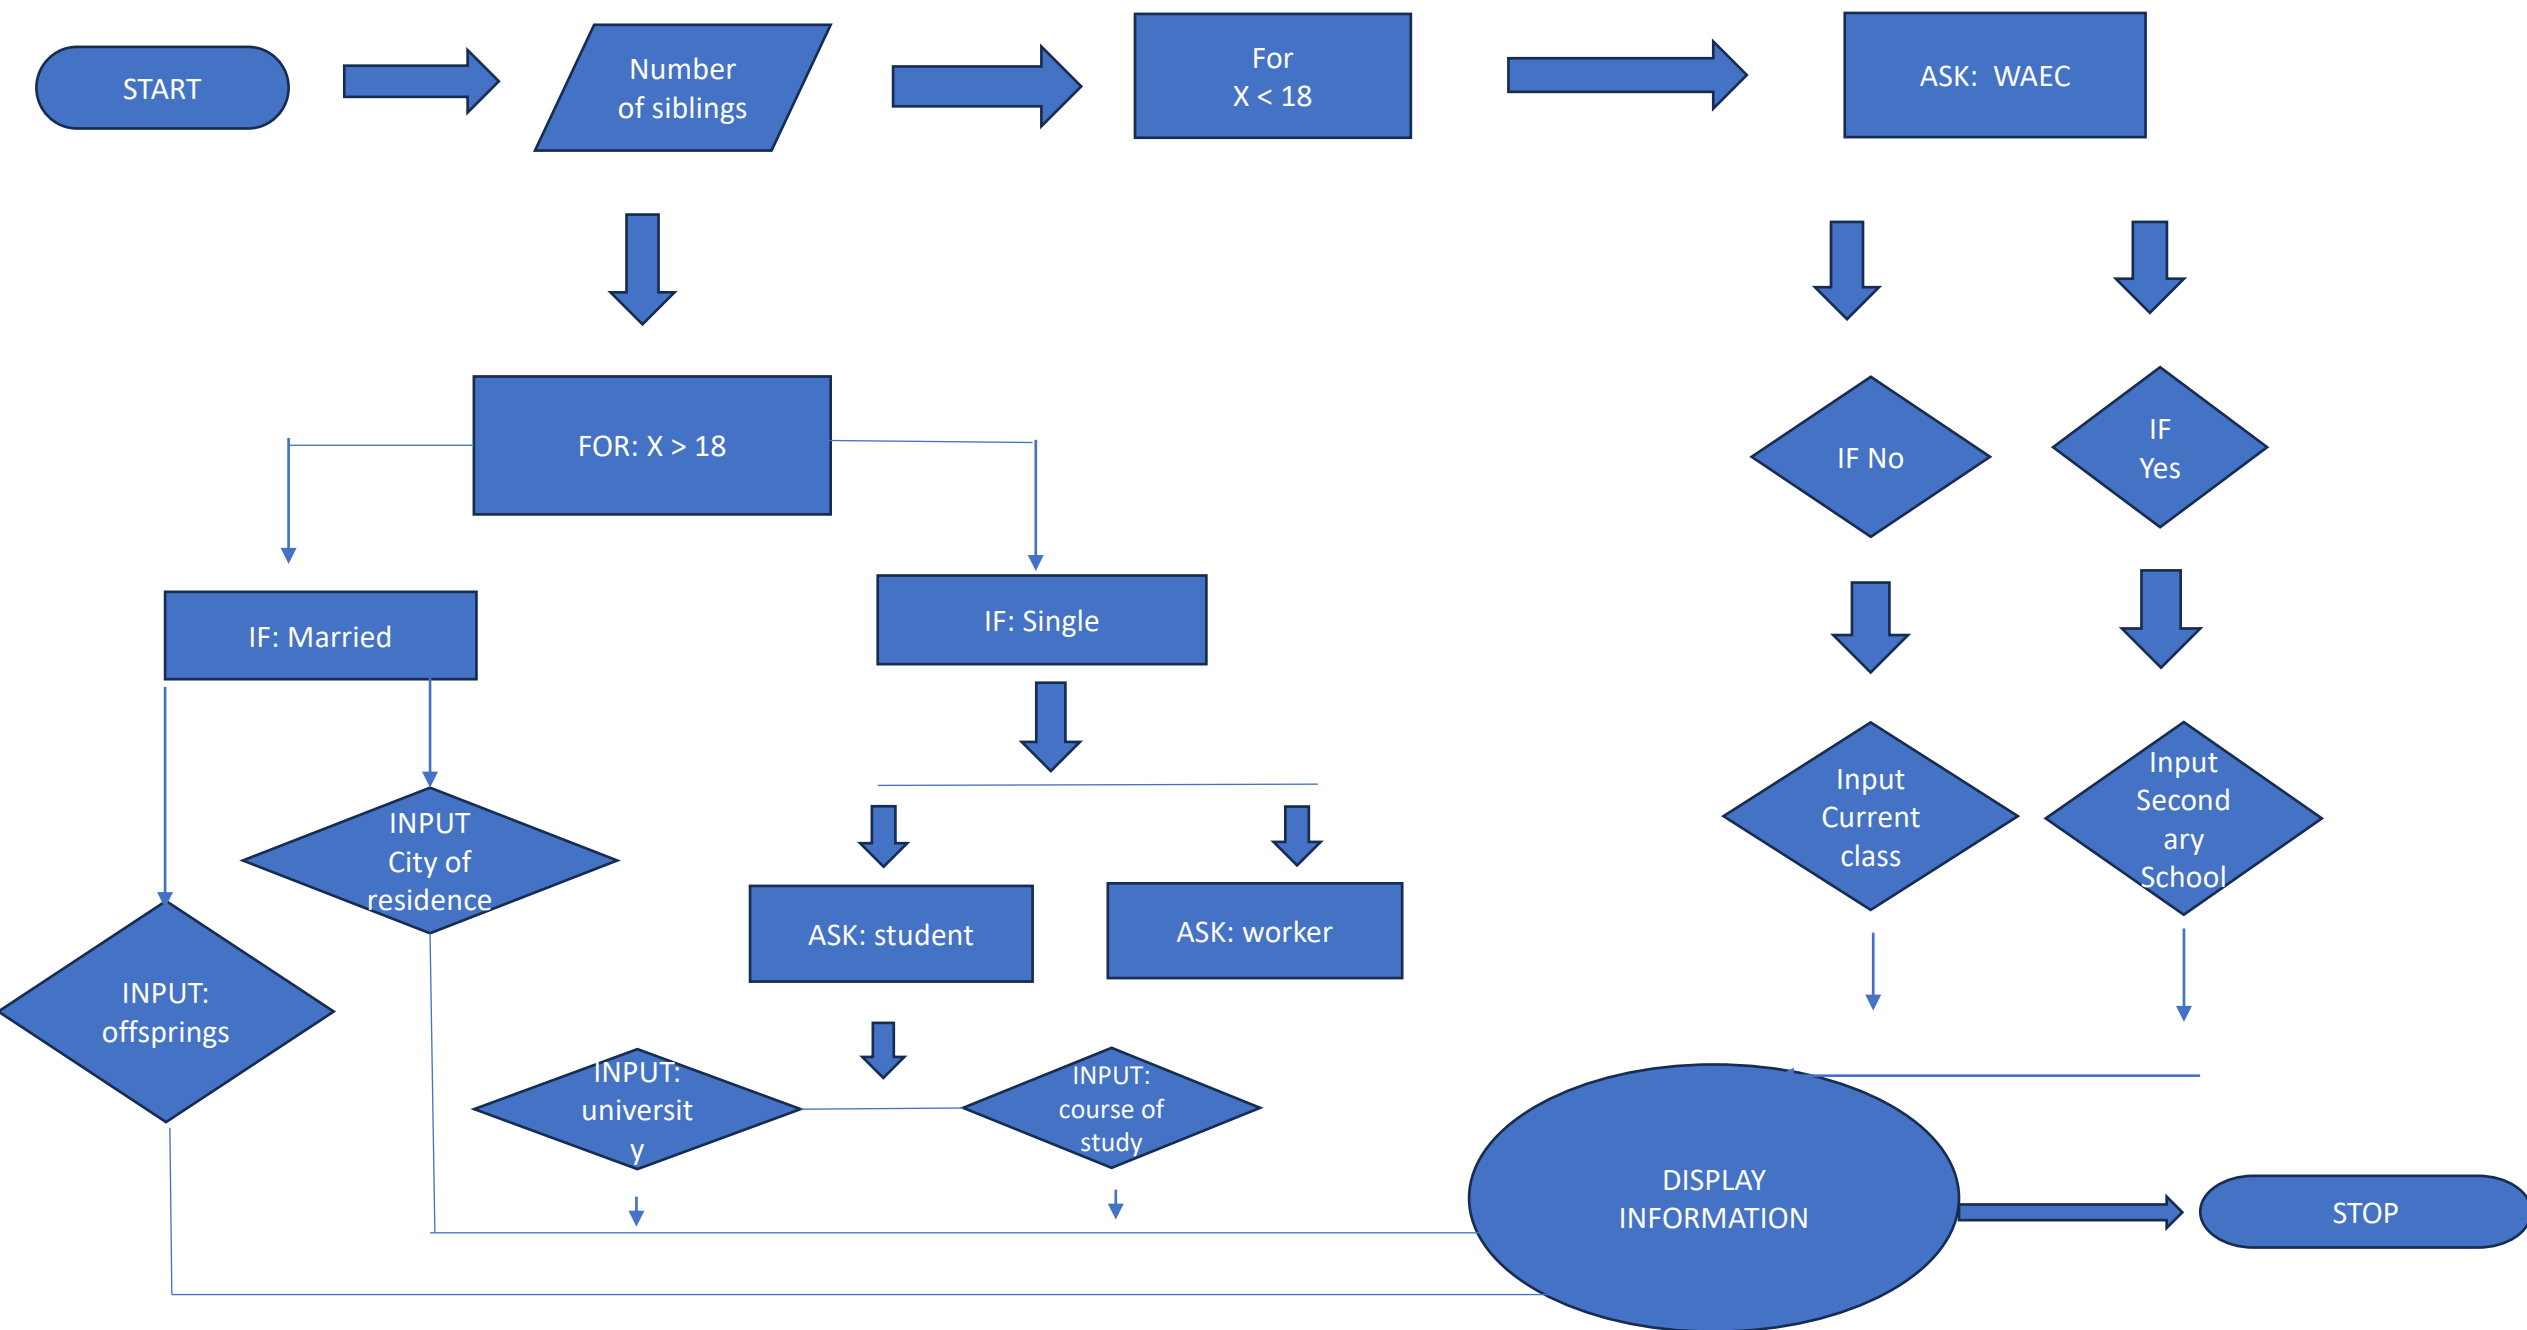 START
Number
of siblings
For
X < 18
ASK:  WAEC
FOR: X > 18
IF No
IF
Yes
IF: Married
IF: Single
INPUT
City of
residence
Input
Current
class
Input
Second
ary
School
ASK: student
ASK: worker
INPUT:
offsprings
INPUT:
universit
y
INPUT:
course of
study
DISPLAY
INFORMATION
STOP